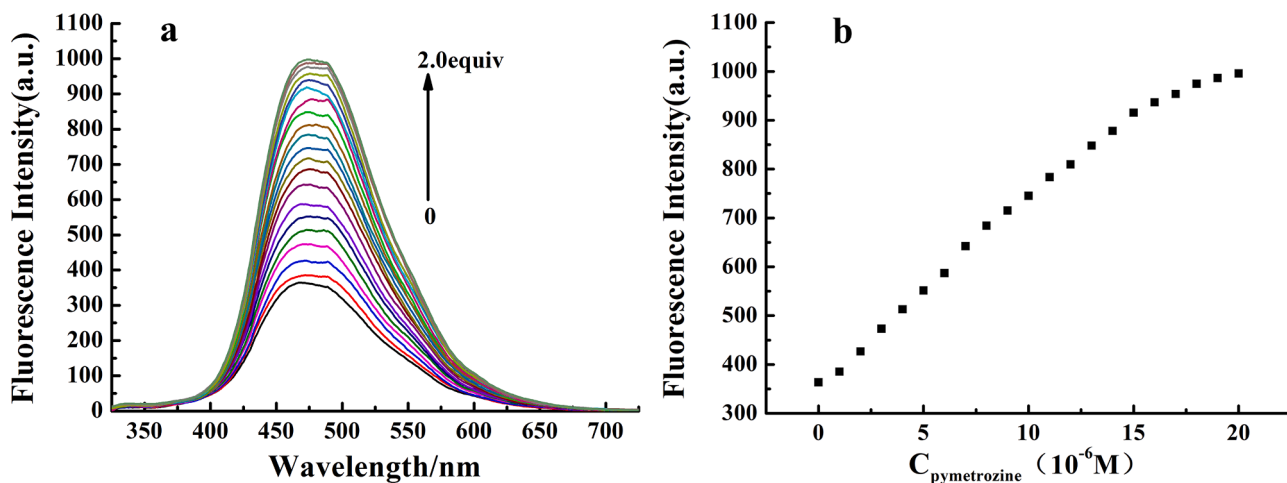 a
Fluorescence Intensity(a.u.)
1100
1000
900
800
700
600
500
400
300
200
100
0
2.0equiv
0
350 400 450 500 550 600 650 700
Wavelength/nm
b
Fluorescence Intensity(a.u.)
1100
1000
900
800
700
600
500
400
300
0 5 10 15 20
C_pymetrozine（10^-6M）